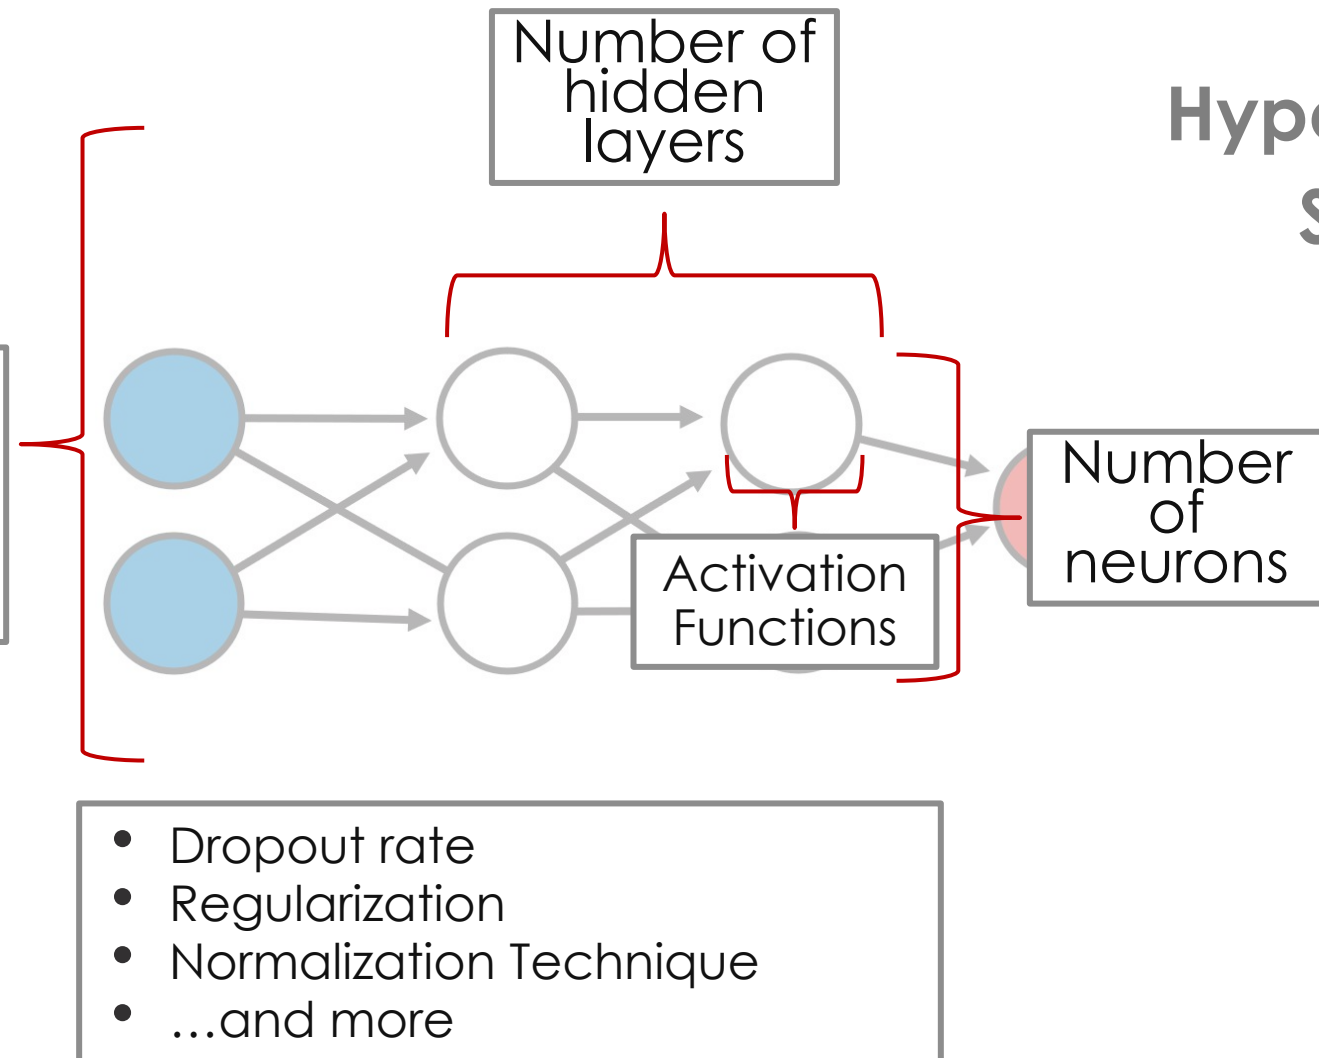 Number of
hidden
layers
Number
of
neurons
Activation
Functions
• Dropout rate
• Regularization
• Normalization Technique
• …and more